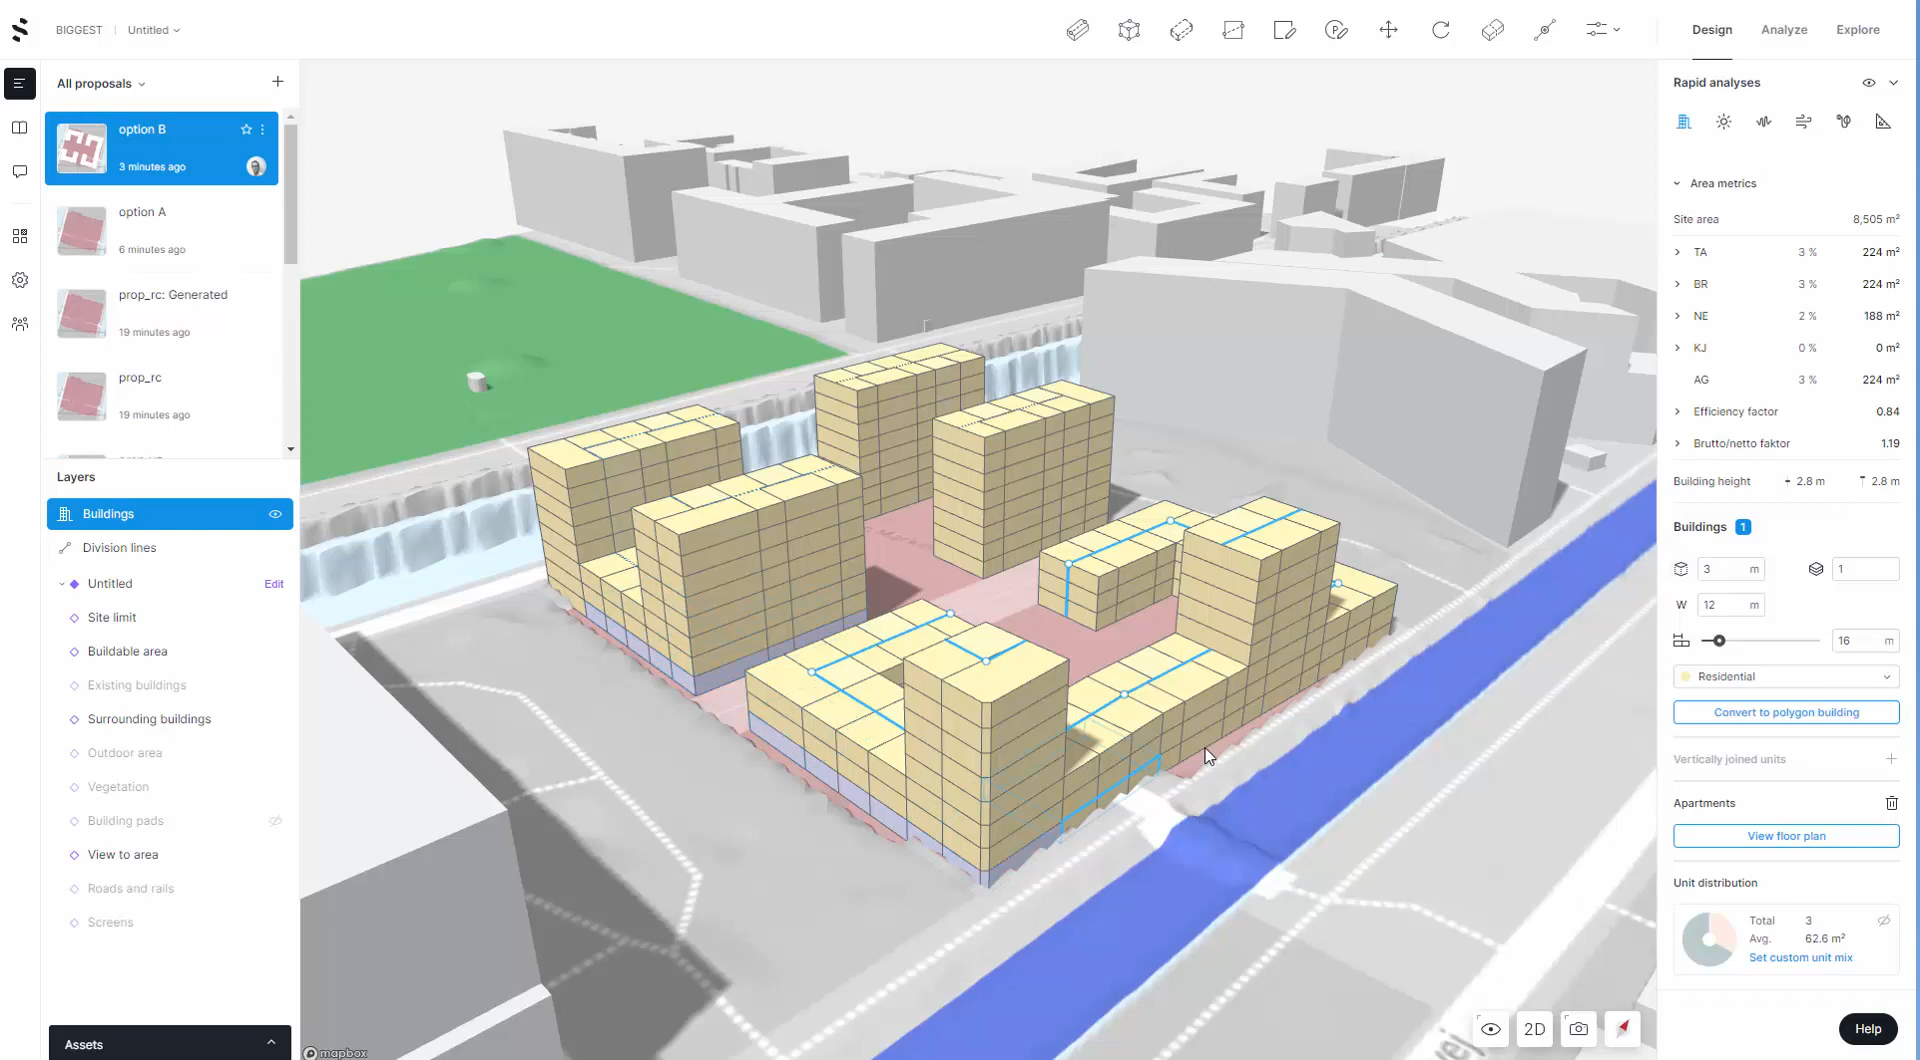 BIGGEST
Untitled
Design
Analyze
Explore
All proposals
option B
3 minutes ago
option A
6 minutes ago
prop_rc: Generated
19 minutes ago
prop_rc
19 minutes ago
Layers
Buildings
Division lines
Untitled
Edit
Site limit
Buildable area
Existing buildings
Surrounding buildings
Outdoor area
Vegetation
Building pads
View to area
Roads and rails
Screens
Assets
mapbox
2D
Rapid analyses
Area metrics
Site area 8,505 m²
TA 3 % 224 m²
BR 3 % 224 m²
NE 2 % 188 m²
KJ 0 % 0 m²
AG 3 % 224 m²
Efficiency factor 0.84
Brutto/netto faktor 1.19
Building height 2.8 m 2.8 m
Buildings 1
3 m 1
W 12 m
16 m
Residential
Convert to polygon building
Vertically joined units
Apartments
View floor plan
Unit distribution
Total 3
Avg. 62.6 m²
Set custom unit mix
Help